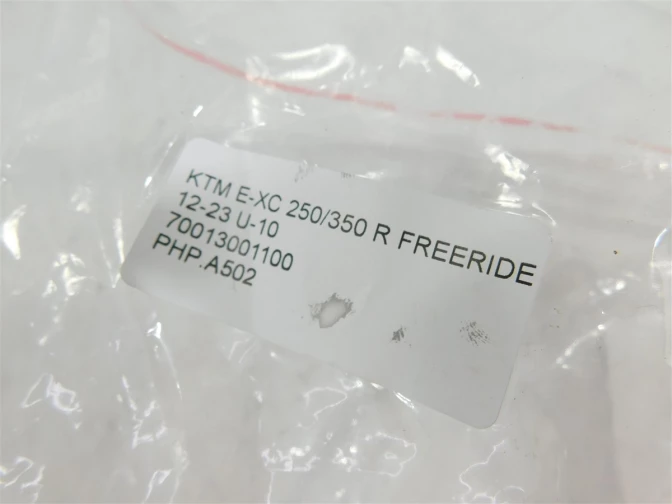 KTM E-XC 250/350 R FREERIDE
12-23 U-10
70013001100
PHP.A502